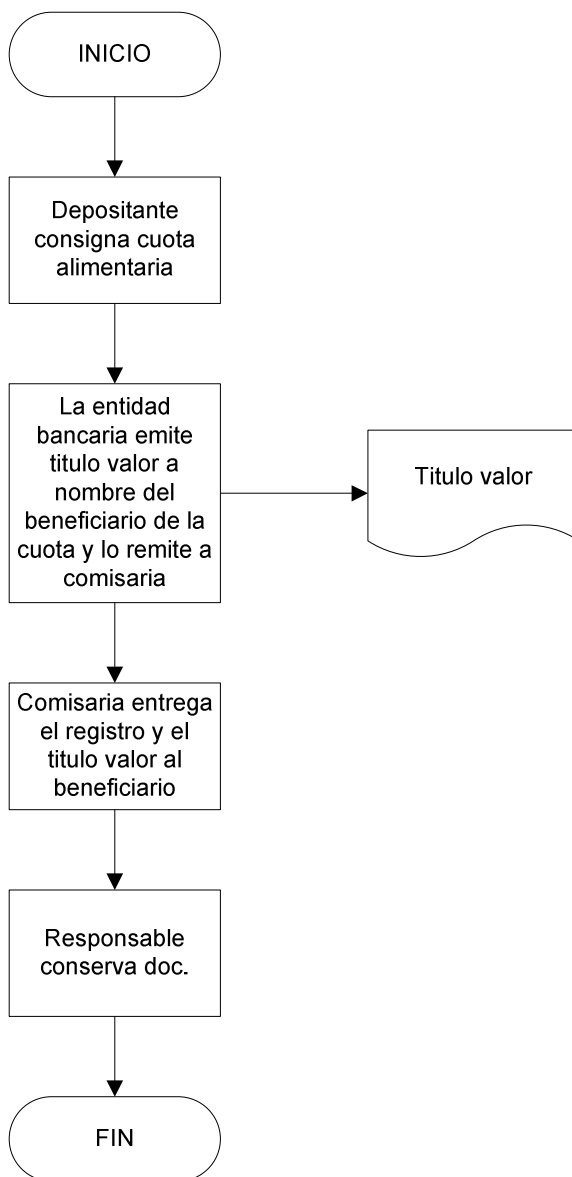 INICIO
Depositante
consigna cuota
alimentaria
La entidad
bancaria emite
titulo valor a
nombre del
beneficiario de la
cuota y lo remite a
comisaria
Titulo valor
Comisaria entrega
el registro y el
titulo valor al
beneficiario
Responsable
conserva doc.
FIN